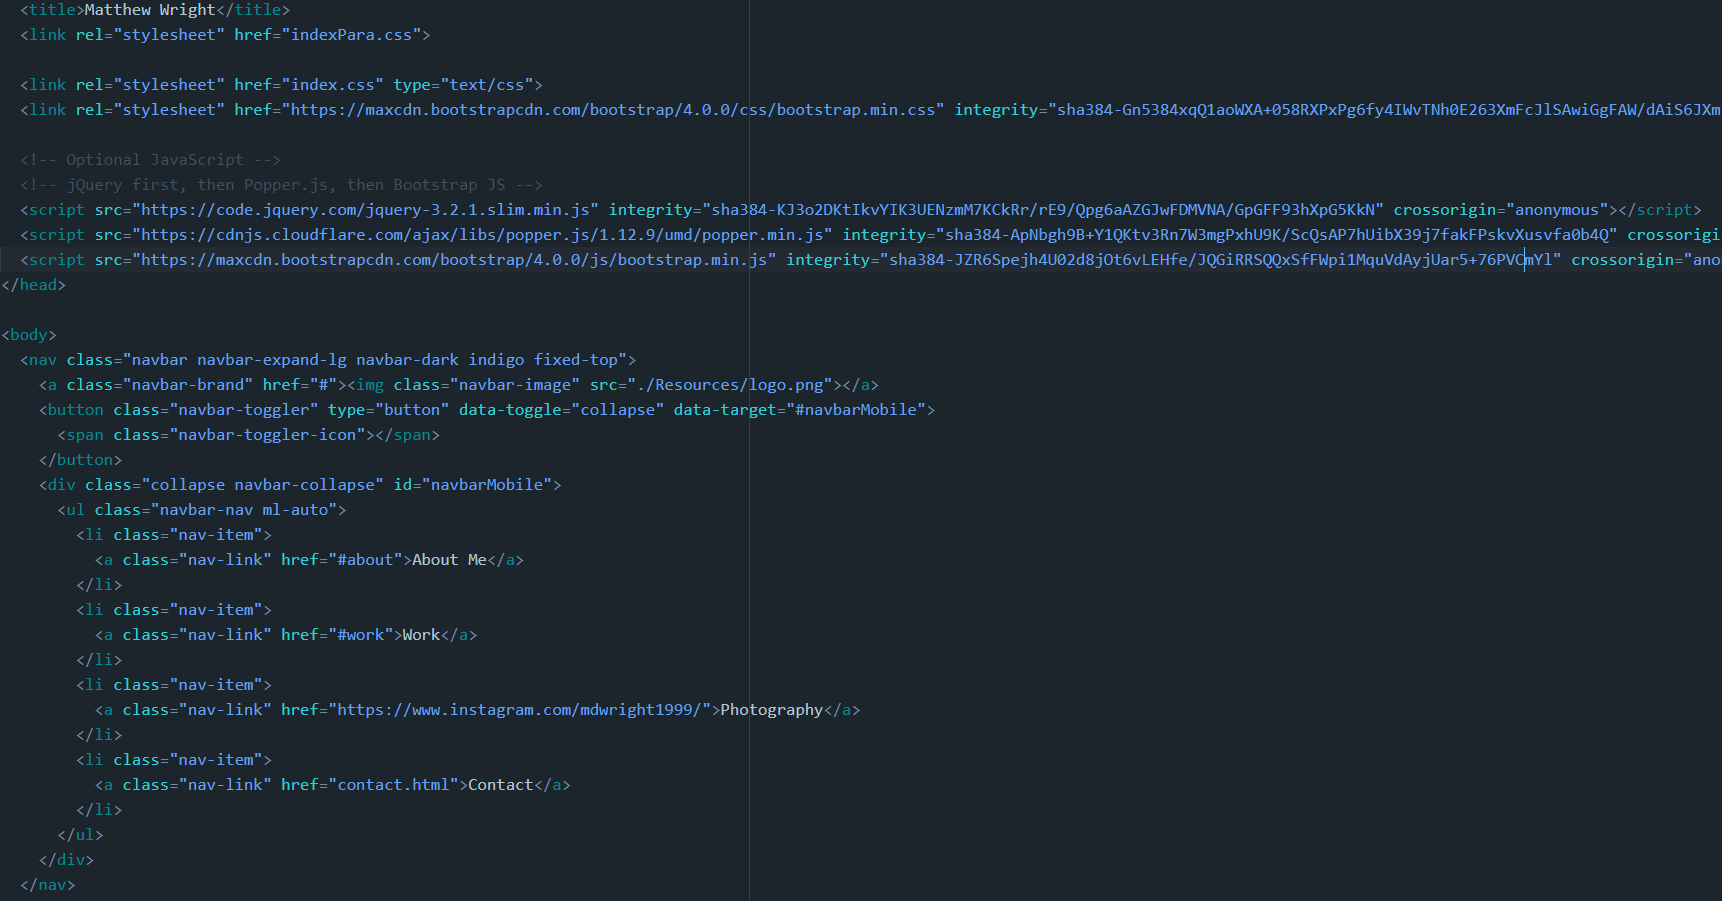 <title>Matthew Wright</title>
<link rel="stylesheet" href="indexPara.css">
<link rel="stylesheet" href="index.css" type="text/css">
<link rel="stylesheet" href="https://maxcdn.bootstrapcdn.com/bootstrap/4.0.0/css/bootstrap.min.css" integrity="sha384-Gn5384xqQ1aoWXA+058RXPxPg6fy4IWvTNh0E263XmFcJlSAwiGgFAW/dAiS6JXm
<!-- Optional JavaScript -->
<!-- jQuery first, then Popper.js, then Bootstrap JS -->
<script src="https://code.jquery.com/jquery-3.2.1.slim.min.js" integrity="sha384-KJ3o2DKtIkvYIK3UENzmM7KCkRr/rE9/Qpg6aAZGJwFDMVNA/GpGFF93hXpG5KkN" crossorigin="anonymous"></script>
<script src="https://cdnjs.cloudflare.com/ajax/libs/popper.js/1.12.9/umd/popper.min.js" integrity="sha384-ApNbgh9B+Y1QKtv3Rn7W3mgPxhU9K/ScQsAP7hUibX39j7fakFPskvXusvfa0b4Q" crossorigi
<script src="https://maxcdn.bootstrapcdn.com/bootstrap/4.0.0/js/bootstrap.min.js" integrity="sha384-JZR6Spejh4U02d8jOt6vLEHfe/JQGiRRSQQxSfFWpi1MquVdAyjUar5+76PVCmYl" crossorigin="ano
</head>
<body>
<nav class="navbar navbar-expand-lg navbar-dark indigo fixed-top">
<a class="navbar-brand" href="#"><img class="navbar-image" src="./Resources/logo.png"></a>
<button class="navbar-toggler" type="button" data-toggle="collapse" data-target="#navbarMobile">
<span class="navbar-toggler-icon"></span>
</button>
<div class="collapse navbar-collapse" id="navbarMobile">
<ul class="navbar-nav ml-auto">
<li class="nav-item">
<a class="nav-link" href="#about">About Me</a>
</li>
<li class="nav-item">
<a class="nav-link" href="#work">Work</a>
</li>
<li class="nav-item">
<a class="nav-link" href="https://www.instagram.com/mdwright1999/">Photography</a>
</li>
<li class="nav-item">
<a class="nav-link" href="contact.html">Contact</a>
</li>
</ul>
</div>
</nav>